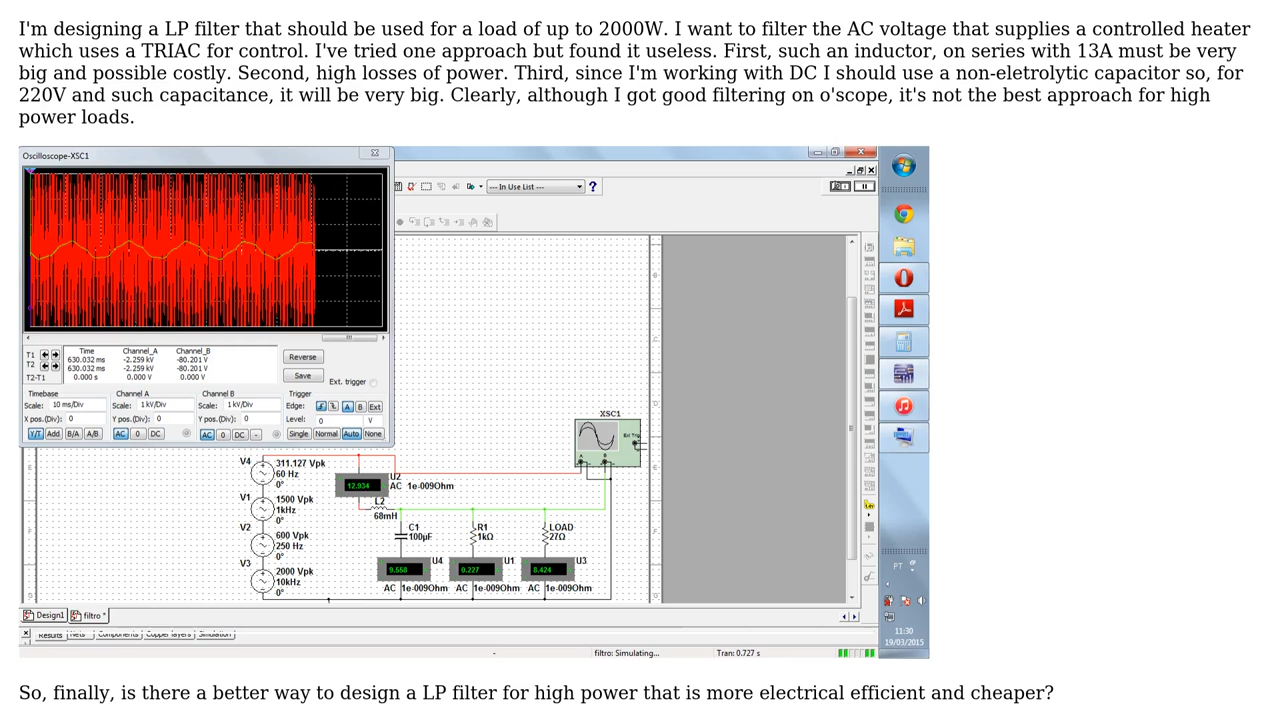 I'm designing a LP filter that should be used for a load of up to 2000W. I want to filter the AC voltage that supplies a controlled heater
which uses a TRIAC for control. I've tried one approach but found it useless. First, such an inductor, on series with 13A must be very
big and possible costly. Second, high losses of power. Third, since I'm working with DC I should use a non-eletrolytic capacitor so, for
220V and such capacitance, it will be very big. Clearly, although I got good filtering on o'scope, it's not the best approach for high
power loads.
Oscilloscope-XSC1
--- In Use List ---
?
Time Channel_A Channel_B
T1 630.032 ms -2.259 kV -80.201 V
T2 630.032 ms -2.259 kV -80.201 V
T2-T1 0.000 s 0.000 V 0.000 V
Reverse
Save
Ext. trigger
Timebase Channel A Channel B Trigger
Scale: 10 ms/Div Scale: 1 kV/Div Scale: 1 kV/Div Edge: A B Ext
X pos.(Div): 0 Y pos.(Div): 0 Y pos.(Div): 0 Level: 0 V
Y/T Add B/A A/B AC 0 DC AC 0 DC - Single Normal Auto None
XSC1
Ext Trig
A B
V4 311.127 Vpk
60 Hz
0°
U2
12.934 AC 1e-009Ohm
V1 1500 Vpk
1kHz
0°
L2
68mH
V2 600 Vpk
250 Hz
0°
C1
100µF
R1
1kΩ
LOAD
27Ω
V3 2000 Vpk
10kHz
0°
U4 U1 U3
9.558 0.227 8.424
AC 1e-009Ohm AC 1e-009Ohm AC 1e-009Ohm
Design1 filtro *
Results Nets Components Copper layers Simulation
- filtro: Simulating... Tran: 0.727 s
PT
11:30
19/03/2015
So, finally, is there a better way to design a LP filter for high power that is more electrical efficient and cheaper?